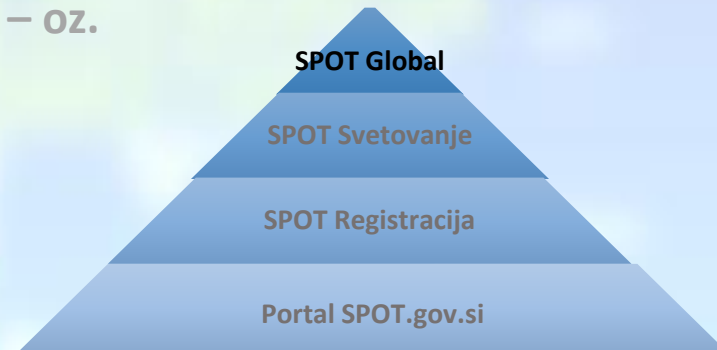 – oz.
SPOT Global
SPOT Svetovanje
SPOT Registracija
Portal SPOT.gov.si